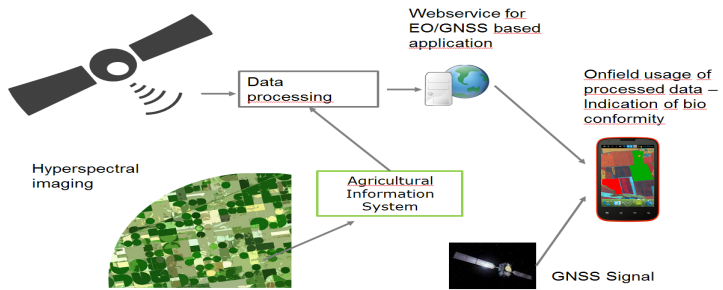 Webservice for
EO/GNSS based
application
Data
processing
Onfield usage of
processed data –
Indication of bio
conformity
Hyperspectral
imaging
Agricultural
Information
System
GNSS Signal